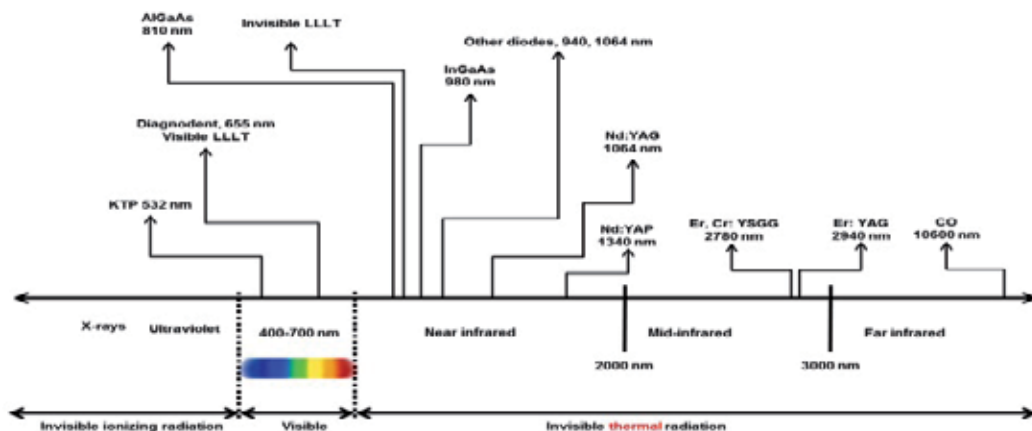 AlGaAs
810 nm
Invisible LLLT
Other diodes, 940, 1064 nm
InGaAs
980 nm
Diagnodent, 655 nm
Visible LLLT
Nd:YAG
1064 nm
KTP 532 nm
Nd:YAP
1340 nm
Er, Cr: YSGG
2780 nm
Er: YAG
2940 nm
CO
10600 nm
X-rays
Ultraviolet
400-700 nm
Near infrared
Mid-infrared
Far infrared
2000 nm
3000 nm
Invisible ionizing radiation
Visible
Invisible thermal radiation